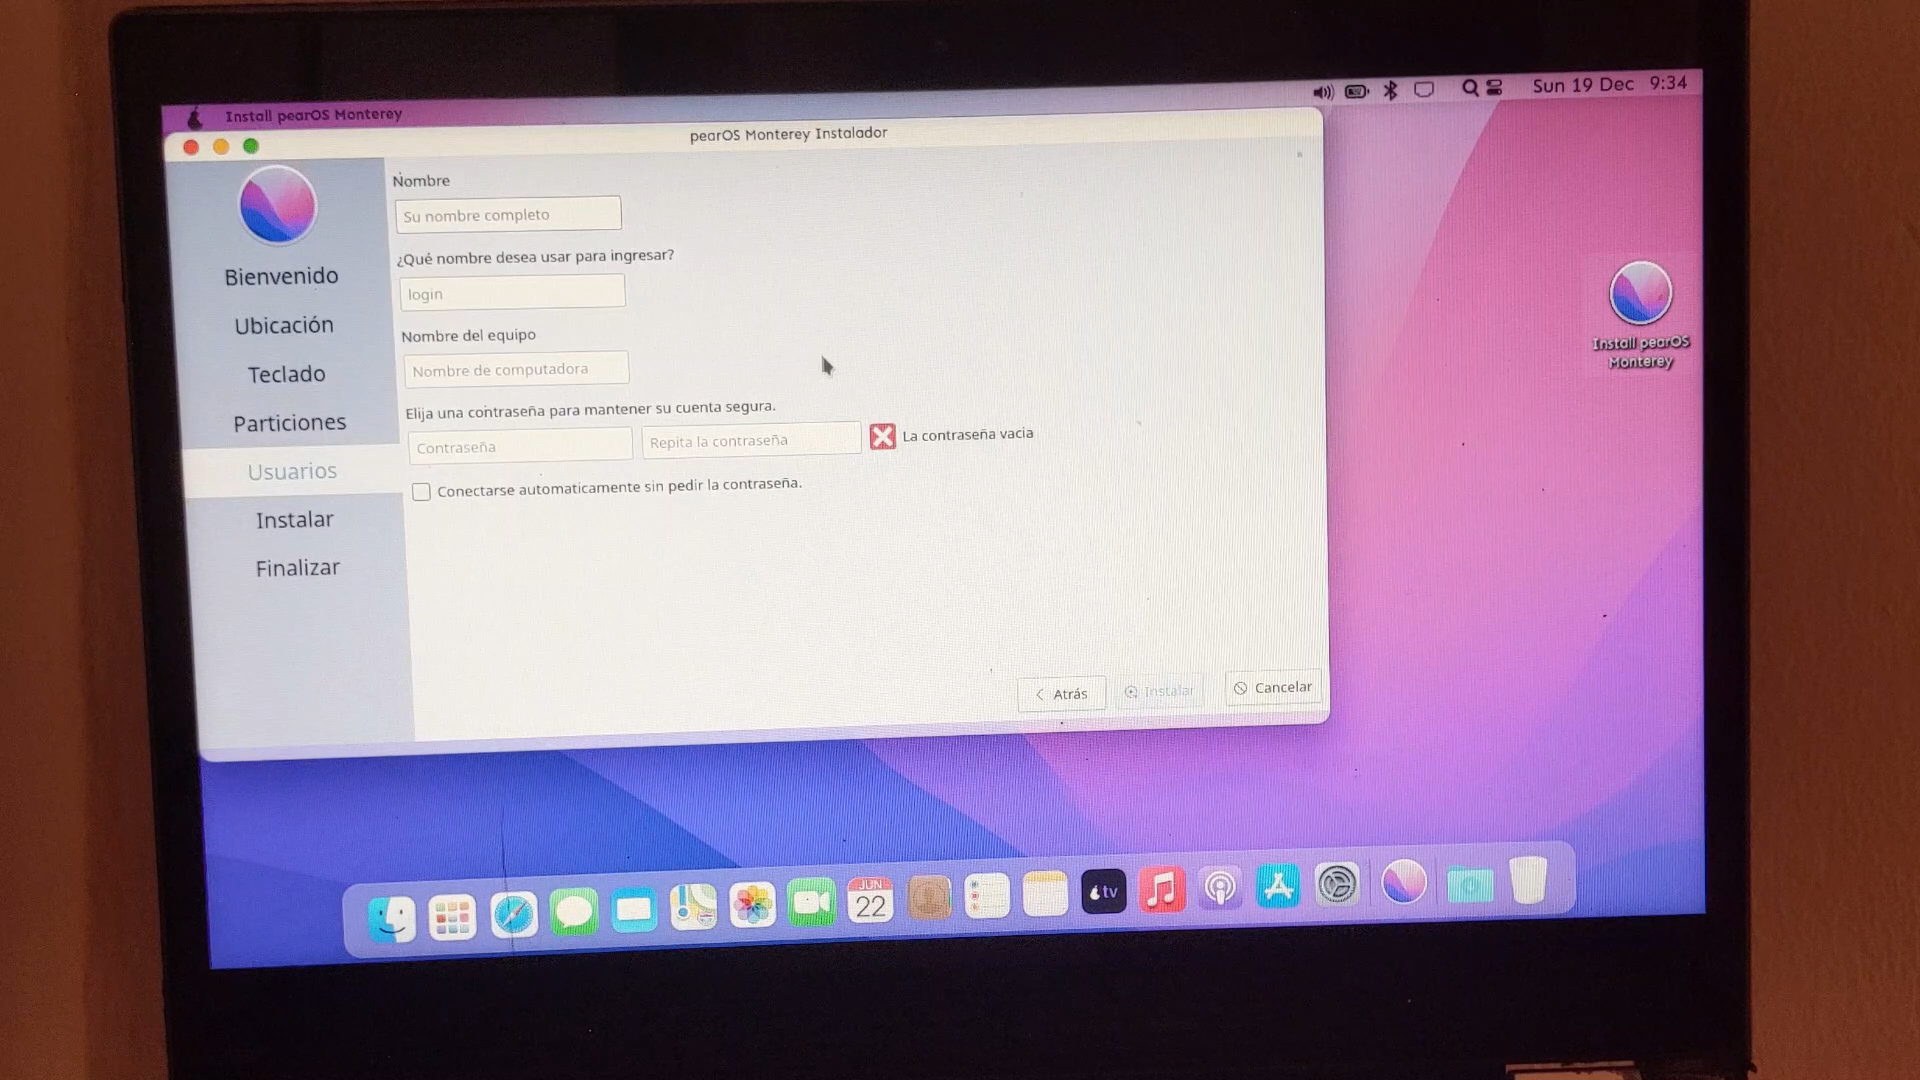 Install pearOS Monterey
Sun 19 Dec 9:34
pearOS Monterey Instalador
Nombre
Su nombre completo
¿Qué nombre desea usar para ingresar?
login
Nombre del equipo
Nombre de computadora
Elija una contraseña para mantener su cuenta segura.
Contraseña
Repita la contraseña
La contraseña vacia
Conectarse automaticamente sin pedir la contraseña.
Bienvenido
Ubicación
Teclado
Particiones
Usuarios
Instalar
Finalizar
Atrás
Instalar
Cancelar
Install pearOS
Monterey
JUN
22
tv